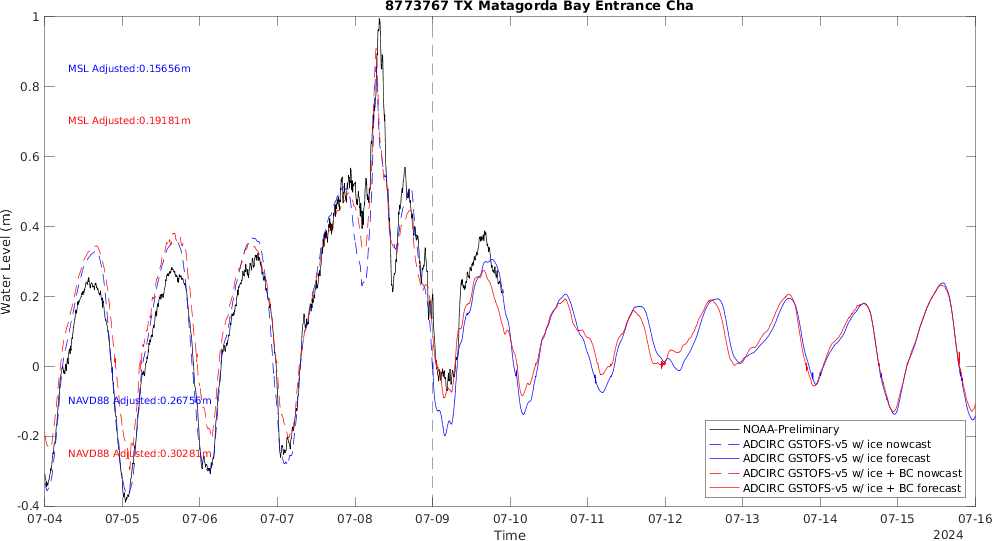 8773767 TX Matagorda Bay Entrance Cha
MSL Adjusted:0.15656m
MSL Adjusted:0.19181m
NAVD88 Adjusted:0.26756m
NAVD88 Adjusted:0.30281m
Water Level (m)
1
0.8
0.6
0.4
0.2
0
-0.2
-0.4
NOAA-Preliminary
ADCIRC GSTOFS-v5 w/ ice nowcast
ADCIRC GSTOFS-v5 w/ ice forecast
ADCIRC GSTOFS-v5 w/ ice + BC nowcast
ADCIRC GSTOFS-v5 w/ ice + BC forecast
07-04 07-05 07-06 07-07 07-08 07-09 07-10 07-11 07-12 07-13 07-14 07-15 07-16
Time
2024